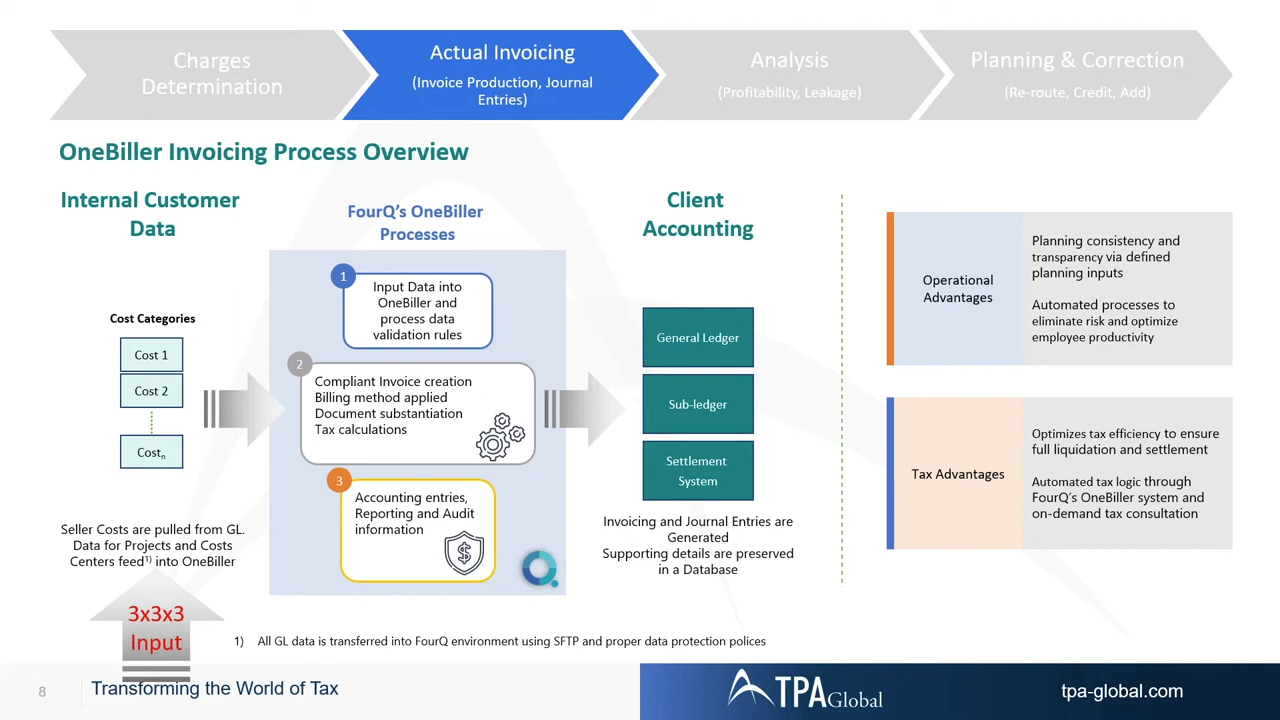 Charges
Determination
Actual Invoicing
(Invoice Production, Journal
Entries)
Analysis
(Profitability, Leakage)
Planning & Correction
(Re-route, Credit, Add)
OneBiller Invoicing Process Overview
Internal Customer
Data
Cost Categories
Cost 1
Cost 2
Costn
Seller Costs are pulled from GL.
Data for Projects and Costs
Centers feed1) into OneBiller
3x3x3
Input
FourQ's OneBiller
Processes
1
Input Data into
OneBiller and
process data
validation rules
2
Compliant Invoice creation
Billing method applied
Document substantiation
Tax calculations
3
Accounting entries,
Reporting and Audit
information
Client
Accounting
General Ledger
Sub-ledger
Settlement
System
Invoicing and Journal Entries are
Generated
Supporting details are preserved
in a Database
Operational
Advantages
Planning consistency and
transparency via defined
planning inputs
Automated processes to
eliminate risk and optimize
employee productivity
Tax Advantages
Optimizes tax efficiency to ensure
full liquidation and settlement
Automated tax logic through
FourQ's OneBiller system and
on-demand tax consultation
1) All GL data is transferred into FourQ environment using SFTP and proper data protection polices
8
Transforming the World of Tax
TPA Global
tpa-global.com